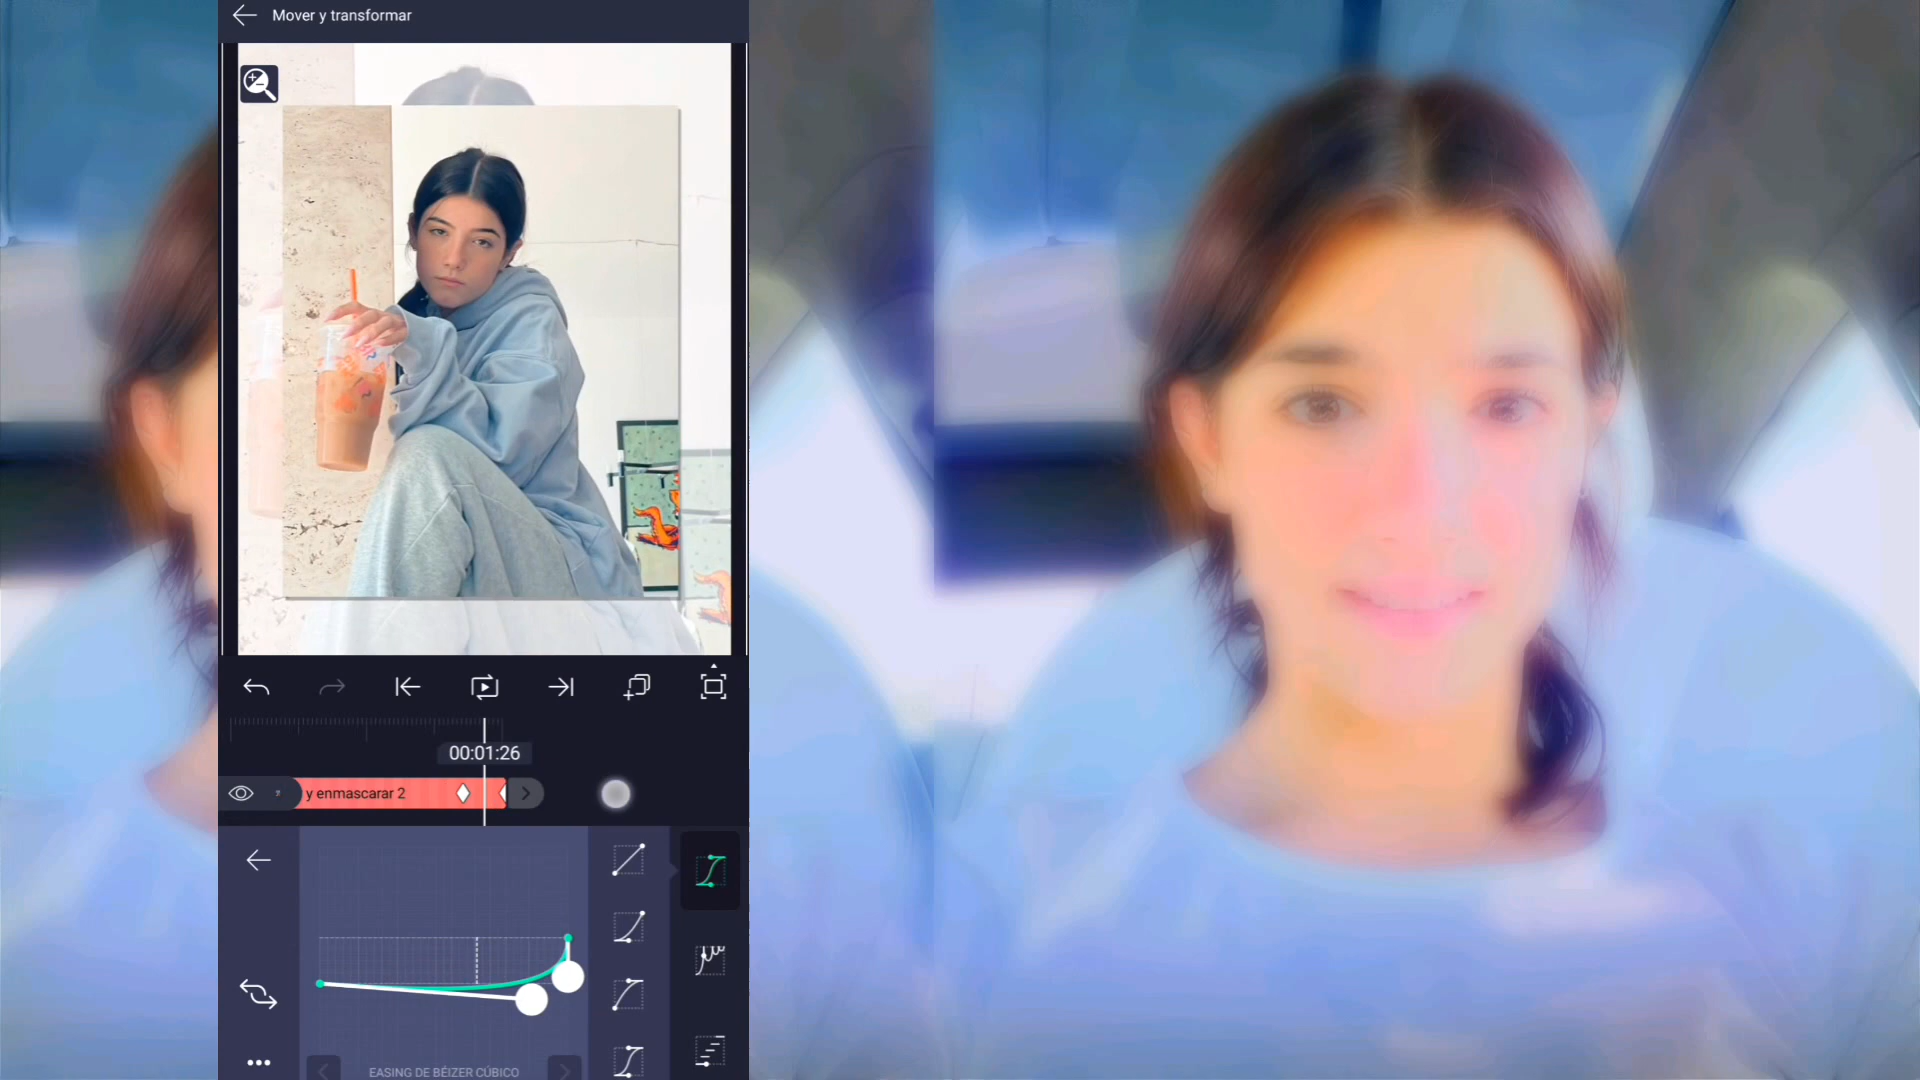 Mover y transformar
00:01:26
y enmascarar 2
EASING DE BÉIZER CÚBICO